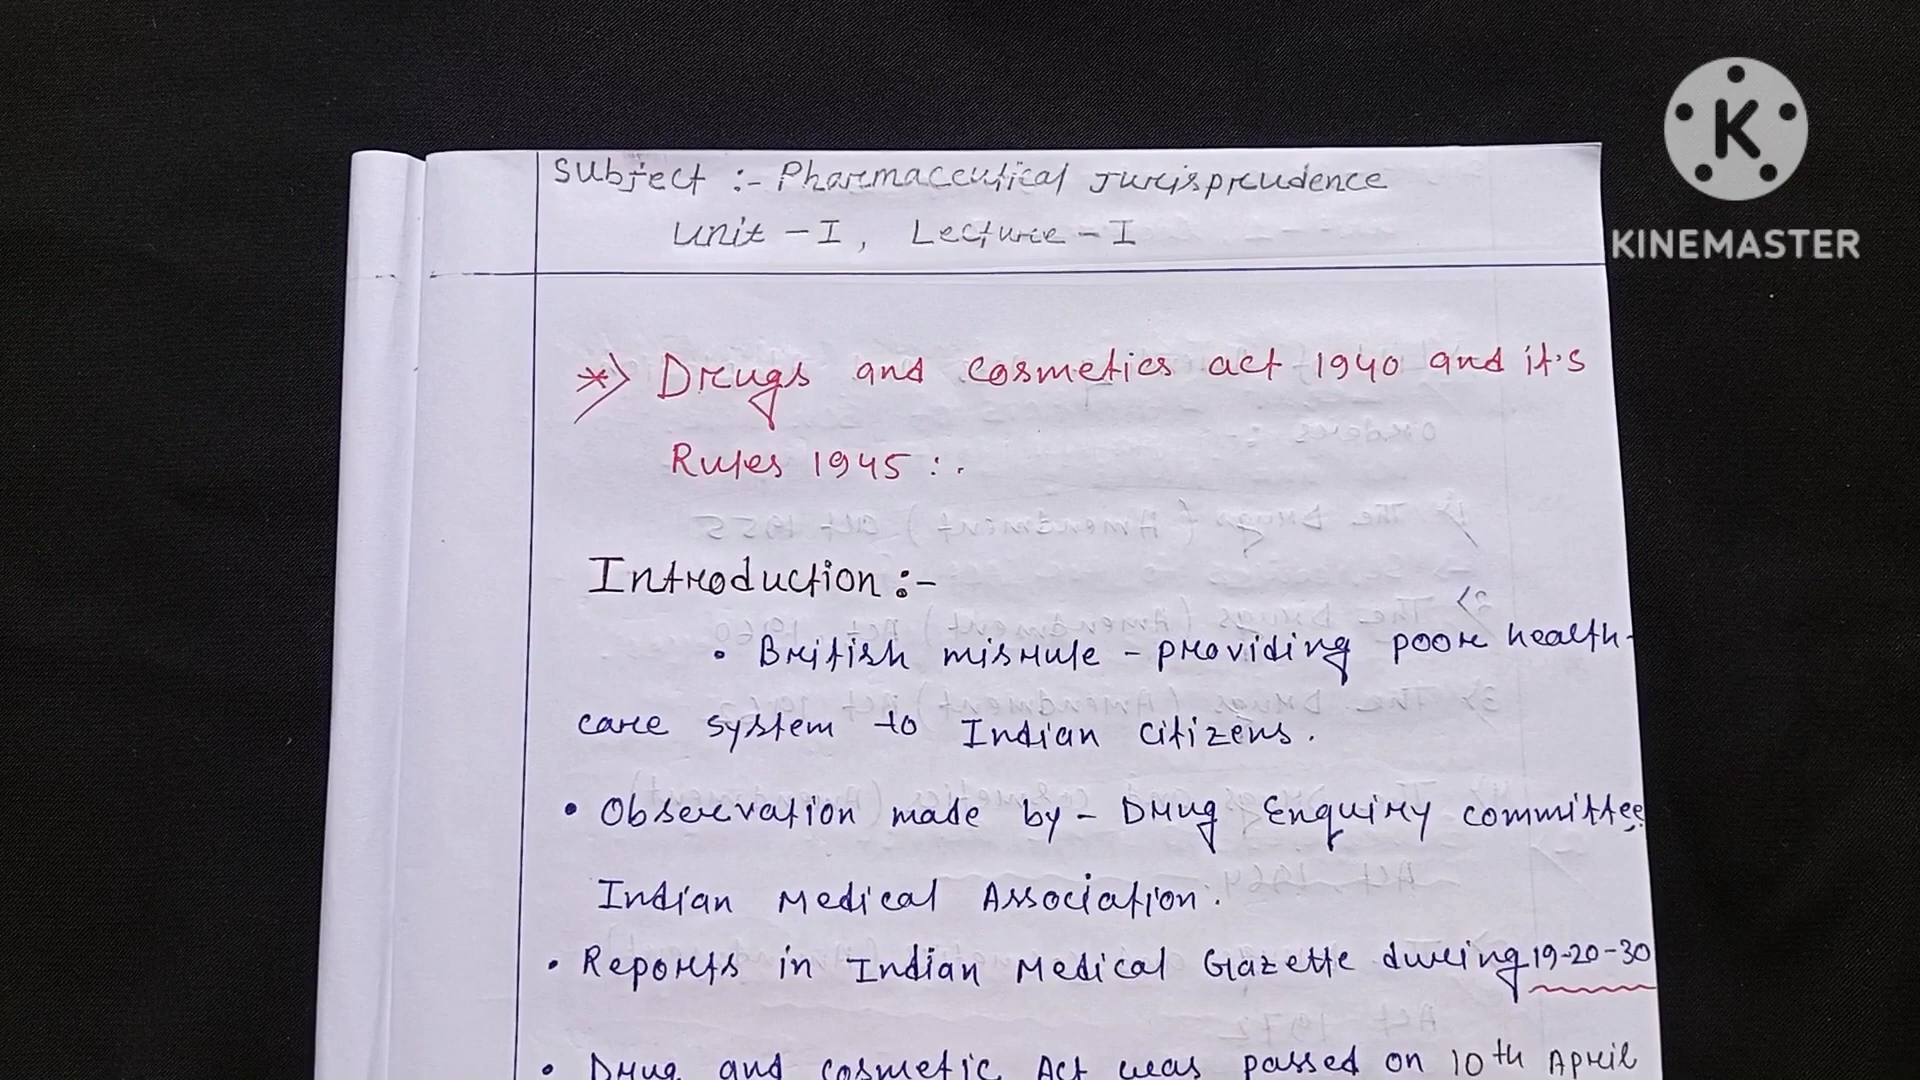 Subject :- Pharmaceutical Jurisprudence
Unit - I, Lecture - I
KINEMASTER
*> Drugs and cosmetics act 1940 and it's
Rules 1945 :.
Introduction :-
• British misrule - providing poor health-
care system to Indian citizens.
• Observation made by - Drug Enquiry committee
Indian Medical Association.
• Reports in Indian Medical Gazette during 19-20-30
• Drug and cosmetic Act was passed on 10th April